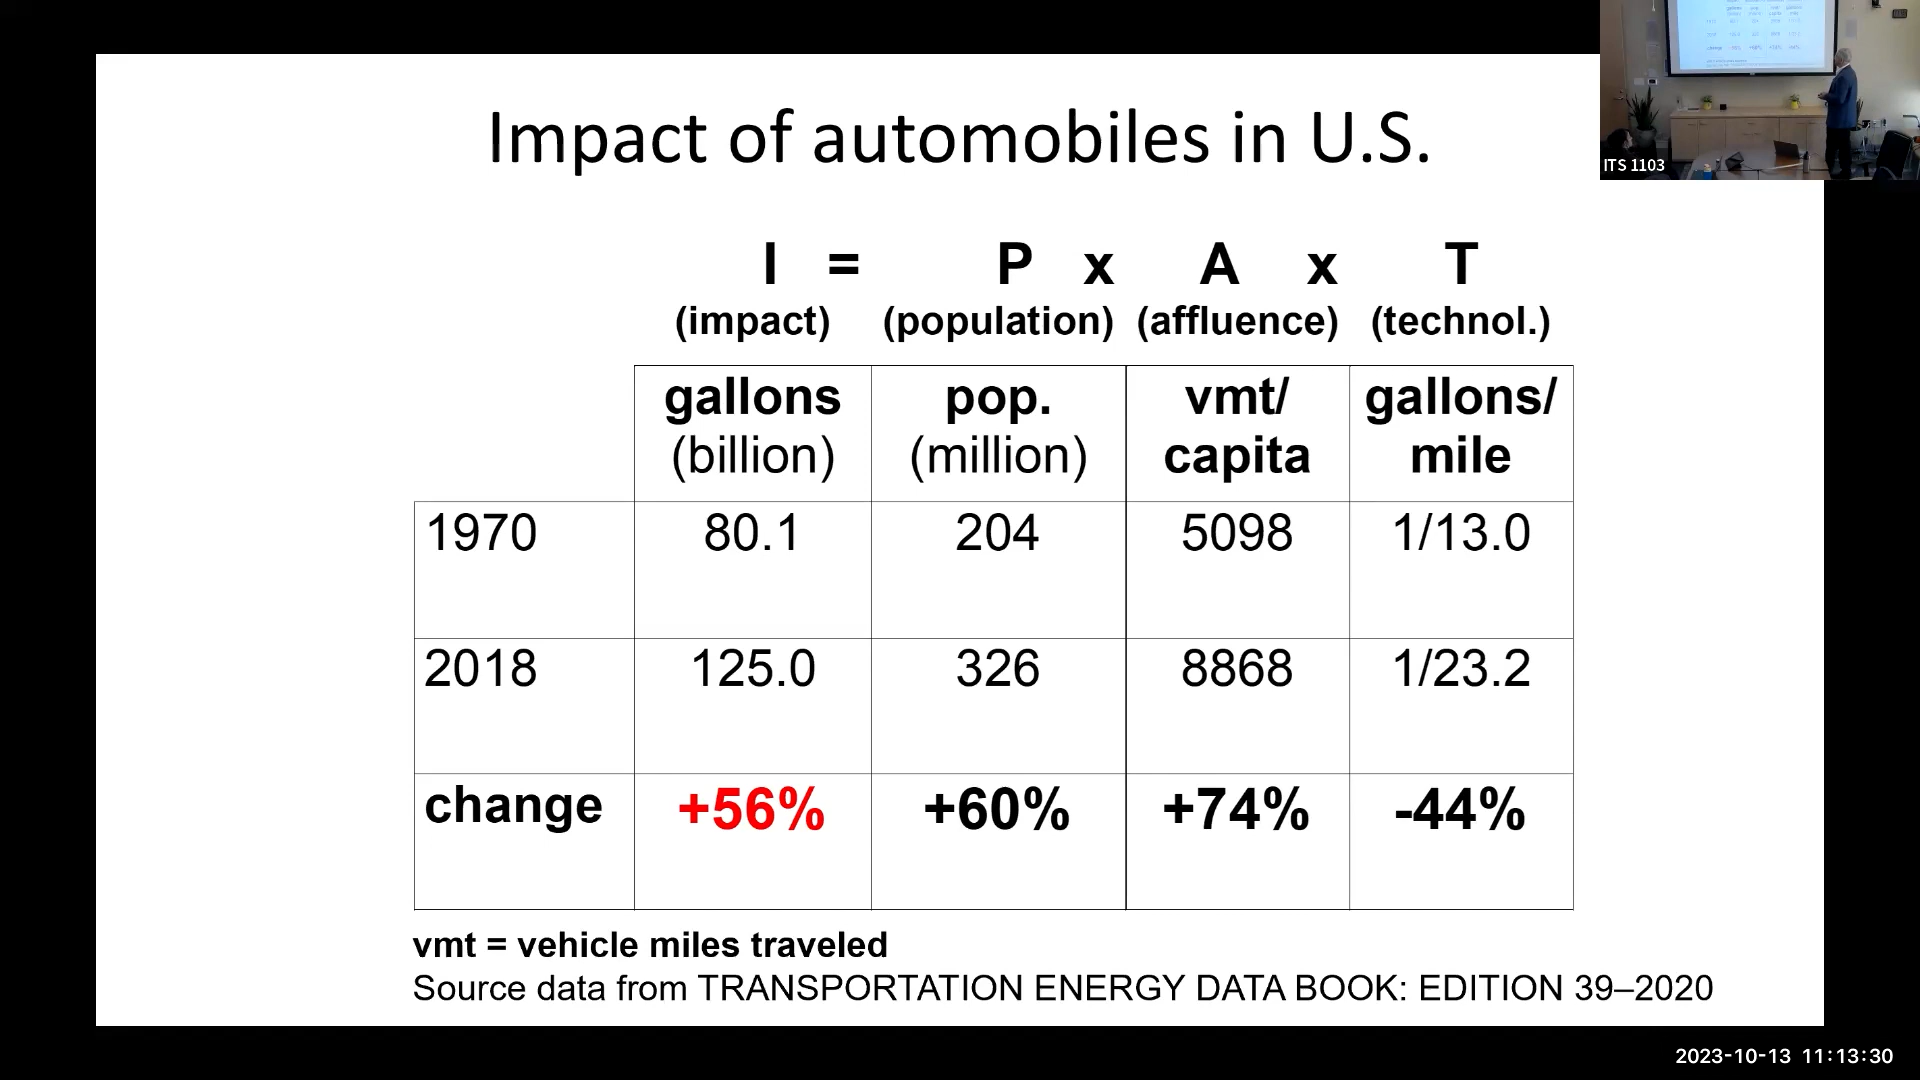 Impact of automobiles in U.S.
ITS 1103
I = P x A x T
(impact) (population) (affluence) (technol.)
gallons (billion) pop. (million) vmt/ capita gallons/ mile
1970 80.1 204 5098 1/13.0
2018 125.0 326 8868 1/23.2
change +56% +60% +74% -44%
vmt = vehicle miles traveled
Source data from TRANSPORTATION ENERGY DATA BOOK: EDITION 39–2020
2023-10-13 11:13:30